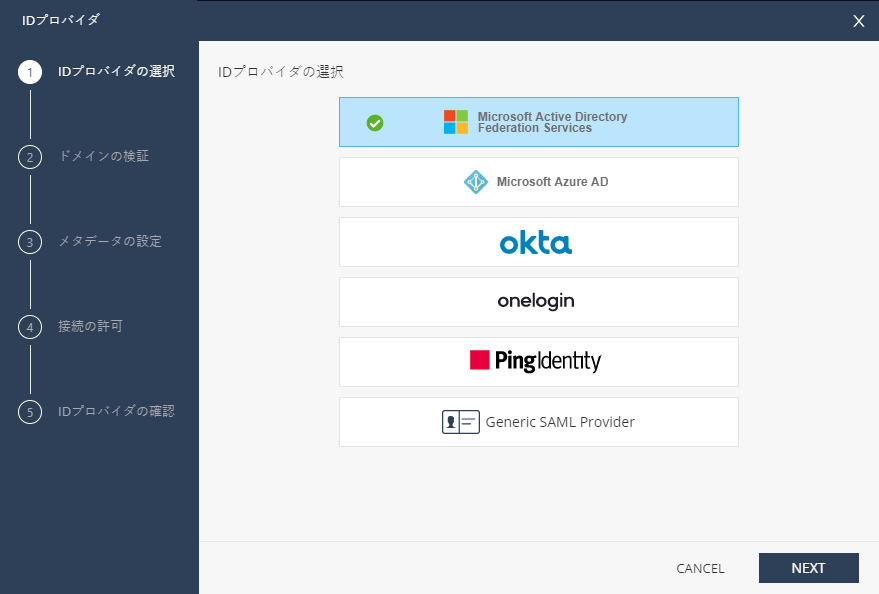 IDプロバイダ
X
1 IDプロバイダの選択
2 ドメインの検証
3 メタデータの設定
4 接続の許可
5 IDプロバイダの確認
IDプロバイダの選択
Microsoft Active Directory
Federation Services
Microsoft Azure AD
okta
onelogin
PingIdentity
Generic SAML Provider
CANCEL
NEXT